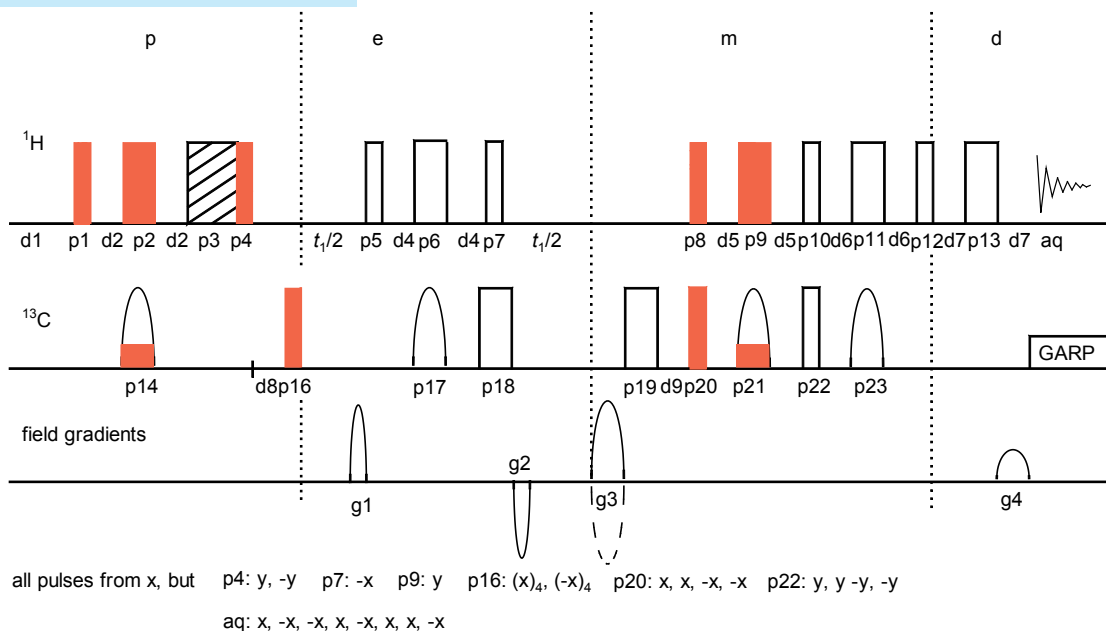 p e m d
¹H
d1 p1 d2 p2 d2 p3 p4 t₁/2 p5 d4 p6 d4 p7 t₁/2 p8 d5 p9 d5 p10 d6 p11 d6 p12 d7 p13 d7 aq
¹³C
GARP
p14 d8 p16 p17 p18 p19 d9 p20 p21 p22 p23
field gradients
g2
g1 g3 g4
all pulses from x, but p4: y, -y p7: -x p9: y p16: (x)₄, (-x)₄ p20: x, x, -x, -x p22: y, y -y, -y
aq: x, -x, -x, x, -x, x, x, -x